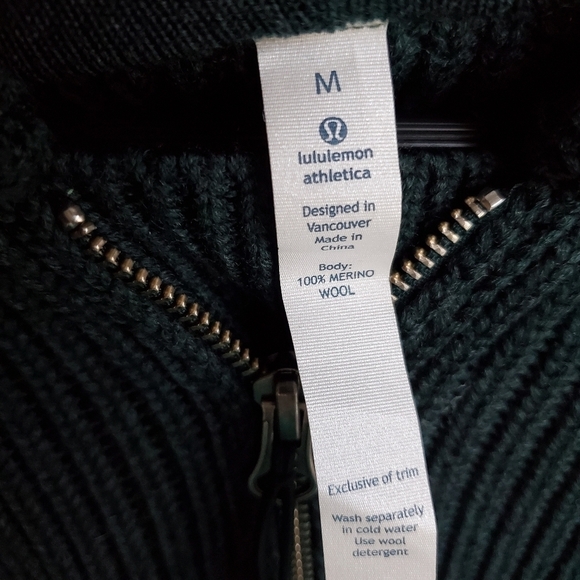 M
lululemon
athletica
Designed in
Vancouver
Made in
China
Body:
100% MERINO
WOOL
Exclusive of trim
Wash separately
in cold water
Use wool
detergent